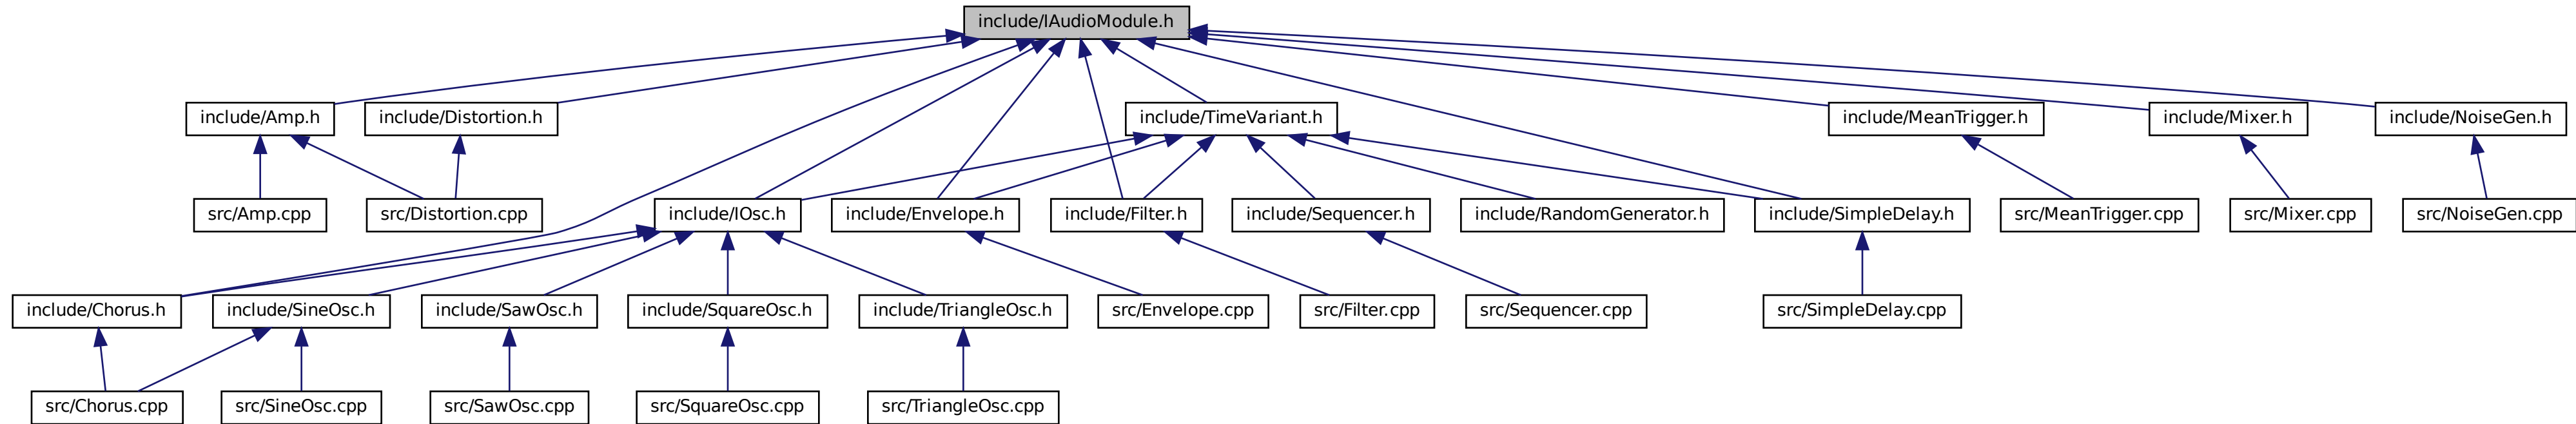 include/IAudioModule.h
include/Amp.h
include/Distortion.h
include/TimeVariant.h
include/MeanTrigger.h
include/Mixer.h
include/NoiseGen.h
src/Amp.cpp
src/Distortion.cpp
include/IOsc.h
include/Envelope.h
include/Filter.h
include/Sequencer.h
include/RandomGenerator.h
include/SimpleDelay.h
src/MeanTrigger.cpp
src/Mixer.cpp
src/NoiseGen.cpp
include/Chorus.h
include/SineOsc.h
include/SawOsc.h
include/SquareOsc.h
include/TriangleOsc.h
src/Envelope.cpp
src/Filter.cpp
src/Sequencer.cpp
src/SimpleDelay.cpp
src/Chorus.cpp
src/SineOsc.cpp
src/SawOsc.cpp
src/SquareOsc.cpp
src/TriangleOsc.cpp